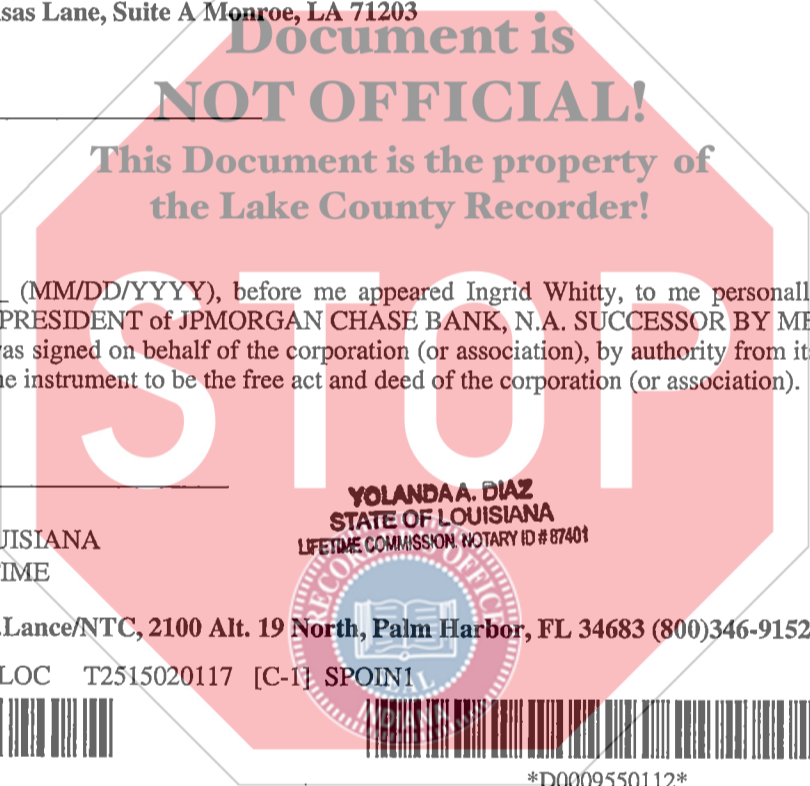 sas Lane, Suite A Monroe, LA 71203
Document is
NOT OFFICIAL!
This Document is the property of
the Lake County Recorder!
STOP
_ (MM/DD/YYYY), before me appeared Ingrid Whitty, to me personall
PRESIDENT of JPMORGAN CHASE BANK, N.A. SUCCESSOR BY ME
as signed on behalf of the corporation (or association), by authority from it
e instrument to be the free act and deed of the corporation (or association).
YOLANDA A. DIAZ
STATE OF LOUISIANA
LIFETIME COMMISSION. NOTARY ID # 87401
UISIANA
IME
RECORDER'S OFFICE
.Lance/NTC, 2100 Alt. 19 North, Palm Harbor, FL 34683 (800)346-9152
LOC T2515020117 [C-1] SPOIN1
SEAL
INDIANA
*D0009550112*